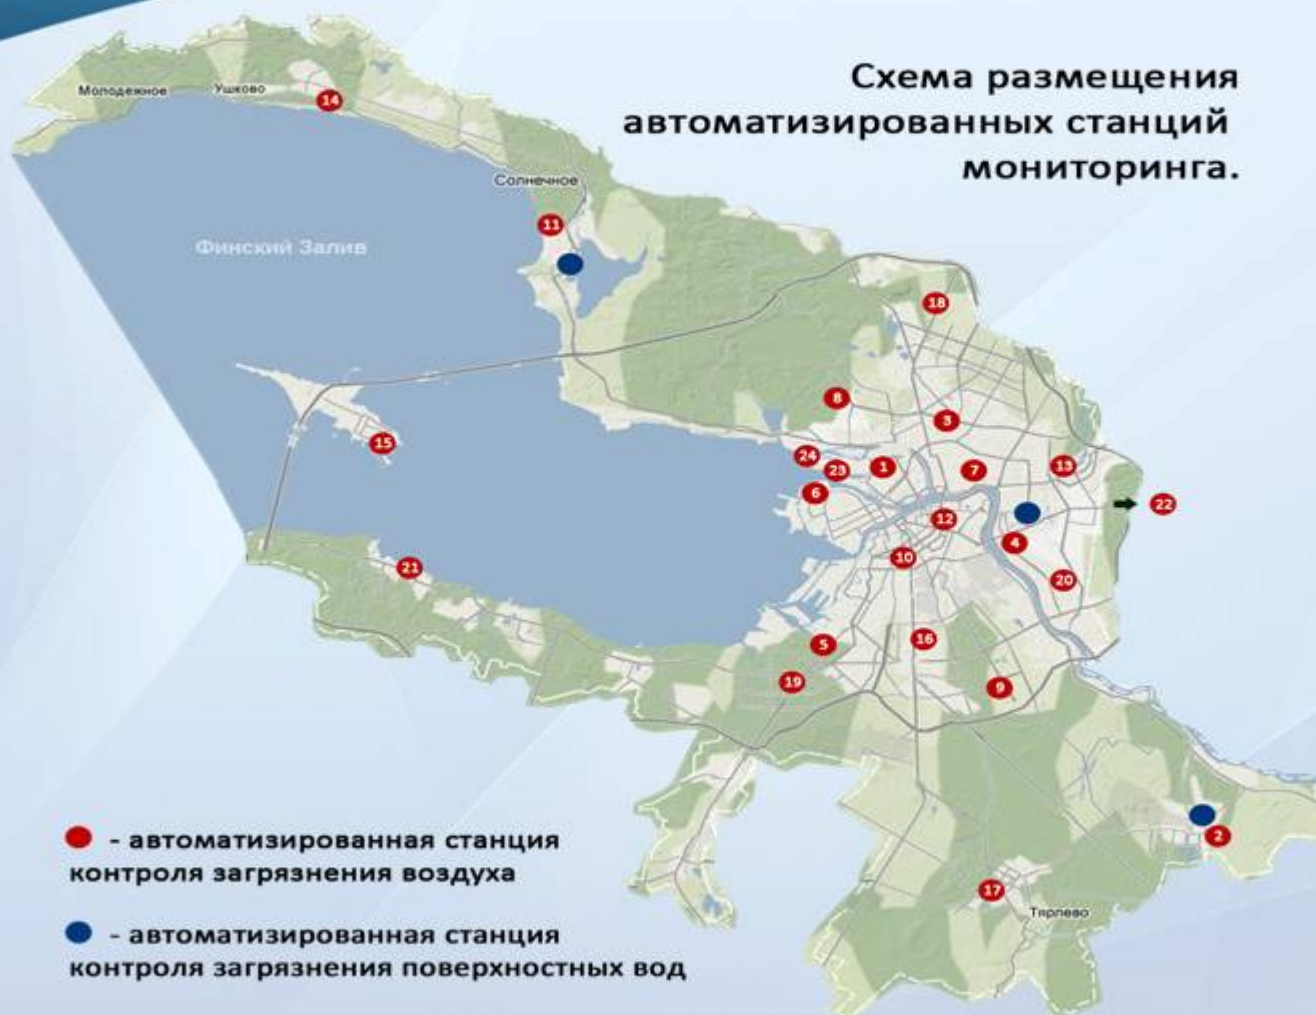 Схема размещения
автоматизированных станций
мониторинга.
Молодежное
Ушково
14
Солнечное
11
Финский Залив
18
8
3
15
24
23
1
7
13
6
22
12
4
10
21
20
5
16
19
9
2
17
Тярлево
- автоматизированная станция
контроля загрязнения воздуха
- автоматизированная станция
контроля загрязнения поверхностных вод